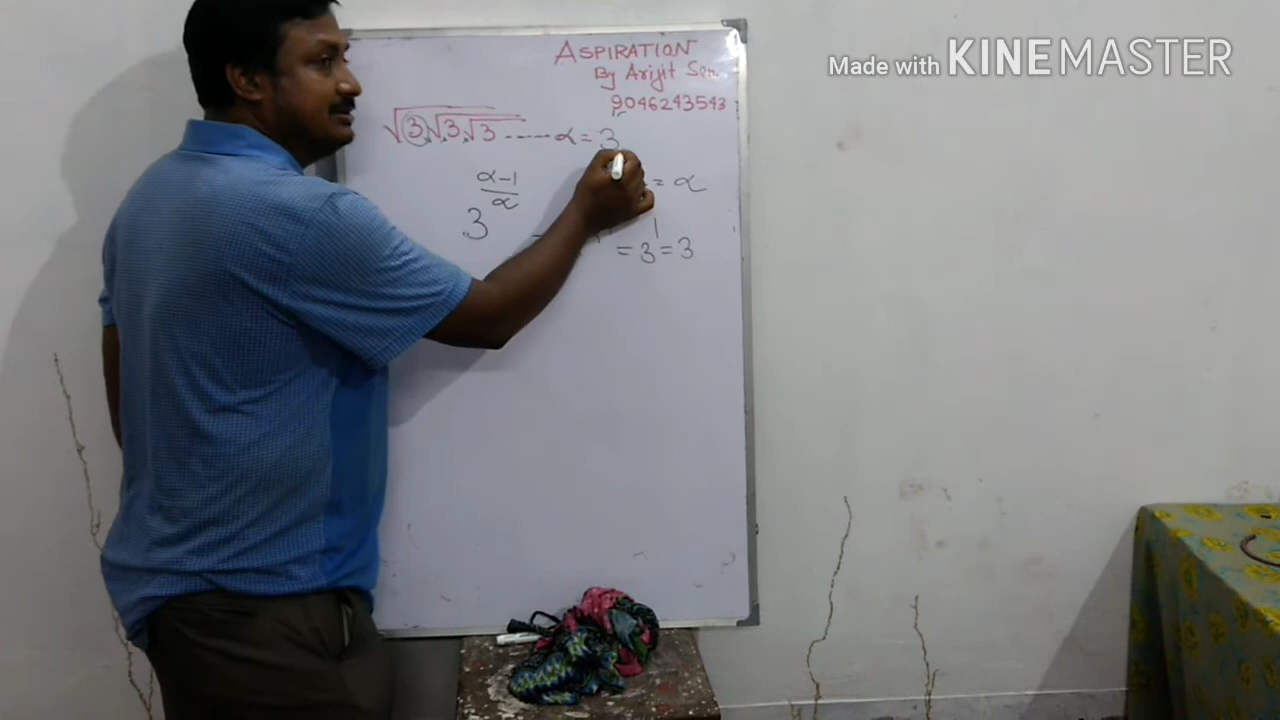 Made with KINEMASTER
ASPIRATION
By Arijit Sen
9046243543
√3√3√3 ------ α = 3
= α
3^(α-1)/α
= 3^1 = 3